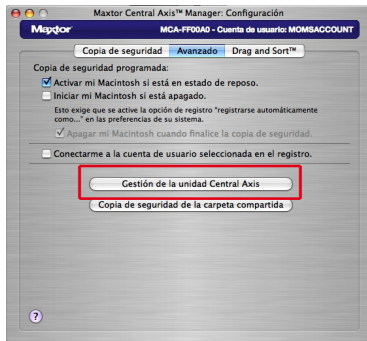 Maxtor Central Axis™ Manager: Configuración
Maxtor MCA-FF00A0 - Cuenta de usuario: MOMSACCOUNT
Copia de seguridad Avanzado Drag and Sort™
Copia de seguridad programada:
Activar mi Macintosh si está en estado de reposo.
Iniciar mi Macintosh si está apagado.
Esto exige que se active la opción de registro "registrarse automáticamente
como..." en las preferencias de su sistema.
Apagar mi Macintosh cuando finalice la copia de seguridad.
Conectarme a la cuenta de usuario seleccionada en el registro.
Gestión de la unidad Central Axis
Copia de seguridad de la carpeta compartida
?